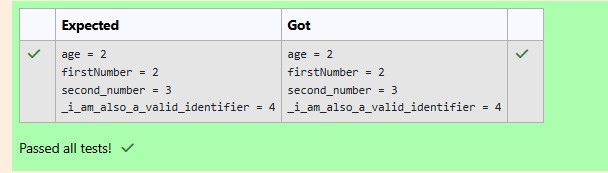 Expected Got
age = 2 age = 2
firstNumber = 2 firstNumber = 2
second_number = 3 second_number = 3
_i_am_also_a_valid_identifier = 4 _i_am_also_a_valid_identifier = 4
Passed all tests!